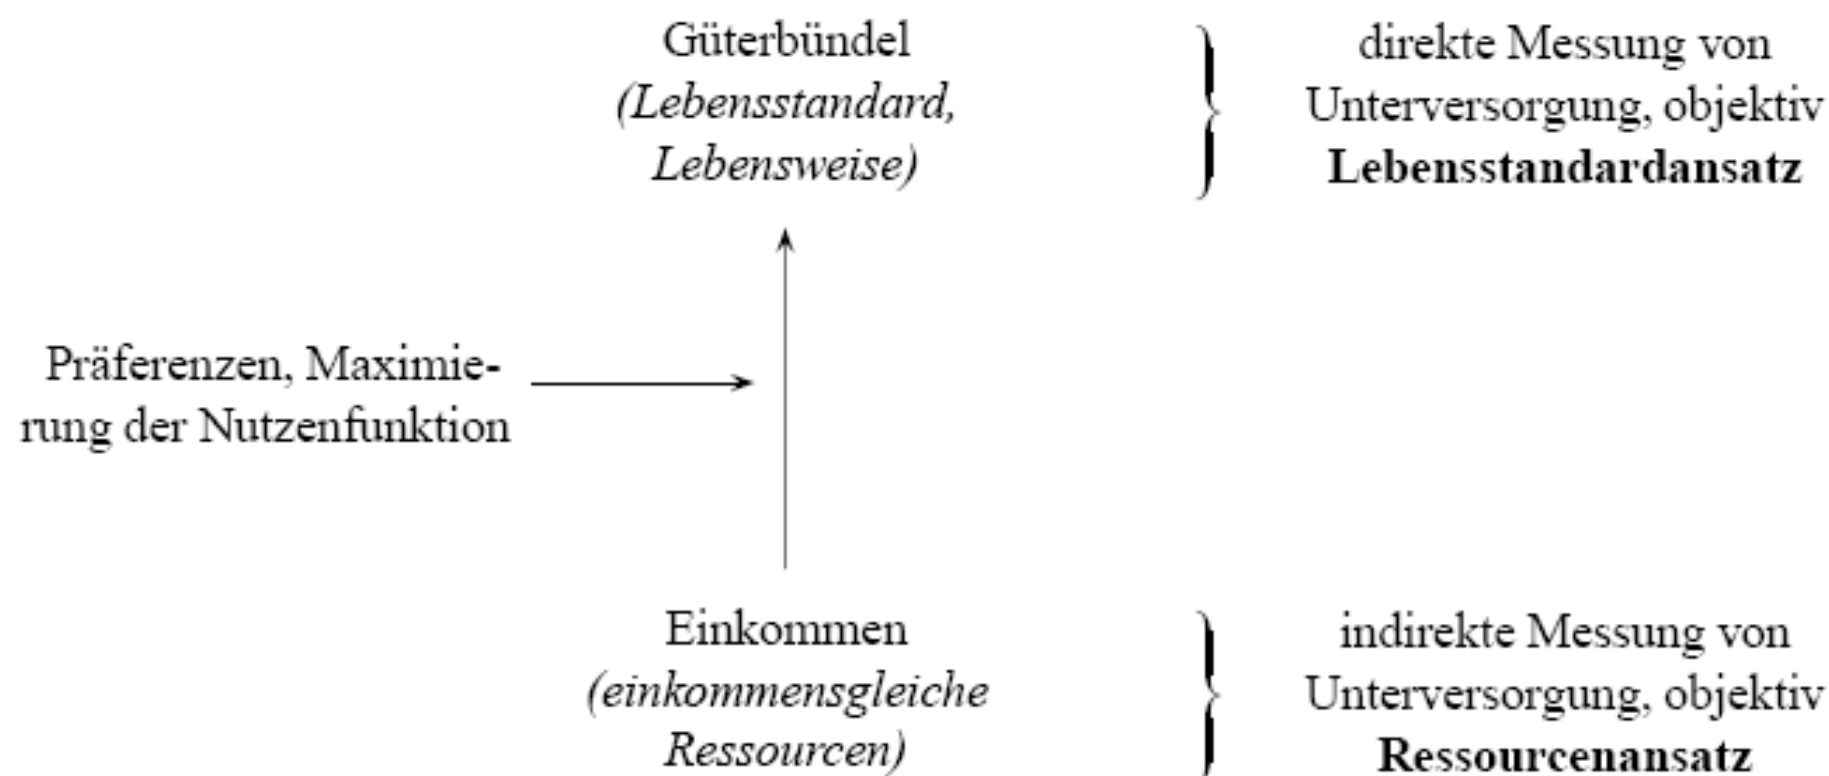 Güterbündel
(Lebensstandard,
Lebensweise)
direkte Messung von
Unterversorgung, objektiv
Lebensstandardansatz
Präferenzen, Maximie-
rung der Nutzenfunktion
Einkommen
(einkommensgleiche
Ressourcen)
indirekte Messung von
Unterversorgung, objektiv
Ressourcenansatz